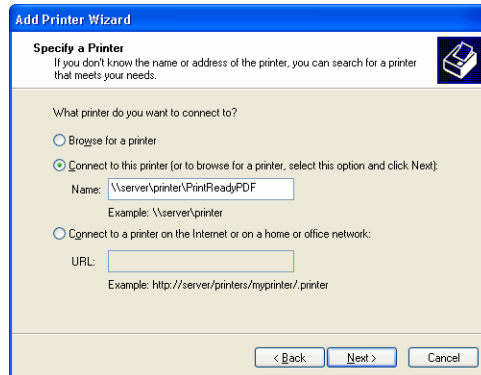 Add Printer Wizard
Specify a Printer
If you don't know the name or address of the printer, you can search for a printer
that meets your needs.
What printer do you want to connect to?
Browse for a printer
Connect to this printer (or to browse for a printer, select this option and click Next):
Name: \\server\printer\PrintReadyPDF
Example: \\server\printer
Connect to a printer on the Internet or on a home or office network:
URL:
Example: http://server/printers/myprinter/.printer
< Back Next > Cancel